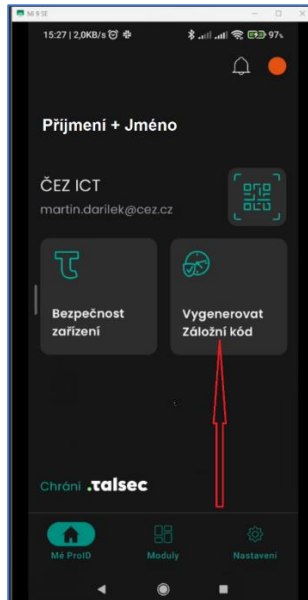 Mi 9 SE
15:27 | 2,0KB/s
97%
Příjmení + Jméno
ČEZ ICT
martin.darilek@cez.cz
Bezpečnost
zařízení
Vygenerovat
Záložní kód
Chrání .talsec
Mé ProID
Moduly
Nastavení